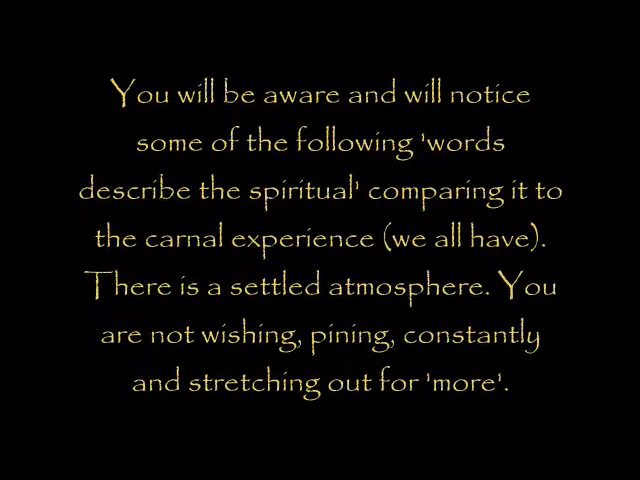 You will be aware and will notice
some of the following 'words
describe the spiritual' comparing it to
the carnal experience (we all have).
There is a settled atmosphere. You
are not wishing, pining, constantly
and stretching out for 'more'.